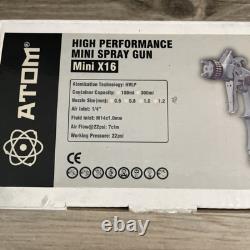 ATOM®
HIGH PERFORMANCE
MINI SPRAY GUN
Mini X16
Atomization Technology: HVLP
Container Capacity: 100ml 300ml
Nozzle Size(mm): 0.5 0.8 1.0 1.2
Air Inlet: 1/4"
Fluid Inlet: M14x1.0mm
Air Flow@22psi: 7cfm
Working Pressure: 22psi
CE
© 111